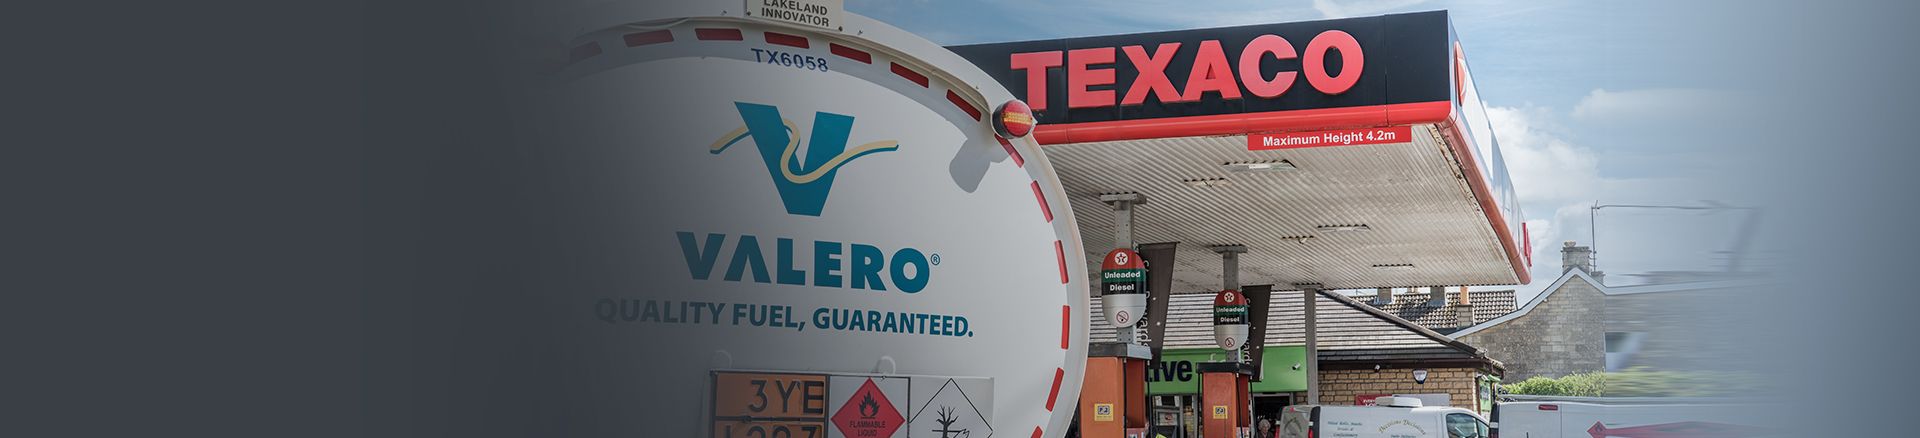 LAKELAND
INNOVATOR
TX6058
VALERO®
QUALITY FUEL, GUARANTEED.
3YE
FLAMMABLE
LIQUID
TEXACO
Maximum Height 4.2m
Unleaded
Diesel
Unleaded
Diesel